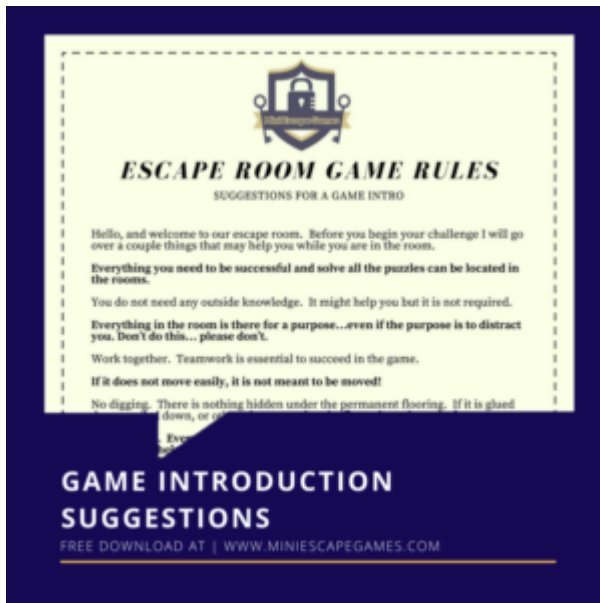 MiniEscape Games
ESCAPE ROOM GAME RULES
SUGGESTIONS FOR A GAME INTRO
Hello, and welcome to our escape room. Before you begin your challenge I will go
over a couple things that may help you while you are in the room.
Everything you need to be successful and solve all the puzzles can be located in
the rooms.
You do not need any outside knowledge. It might help you but it is not required.
Everything in the room is there for a purpose...even if the purpose is to distract
you. Don't do this... please don't.
Work together. Teamwork is essential to succeed in the game.
If it does not move easily, it is not meant to be moved!
No digging. There is nothing hidden under the permanent flooring. If it is glued
down, or
GAME INTRODUCTION
SUGGESTIONS
FREE DOWNLOAD AT | WWW.MINIESCAPEGAMES.COM